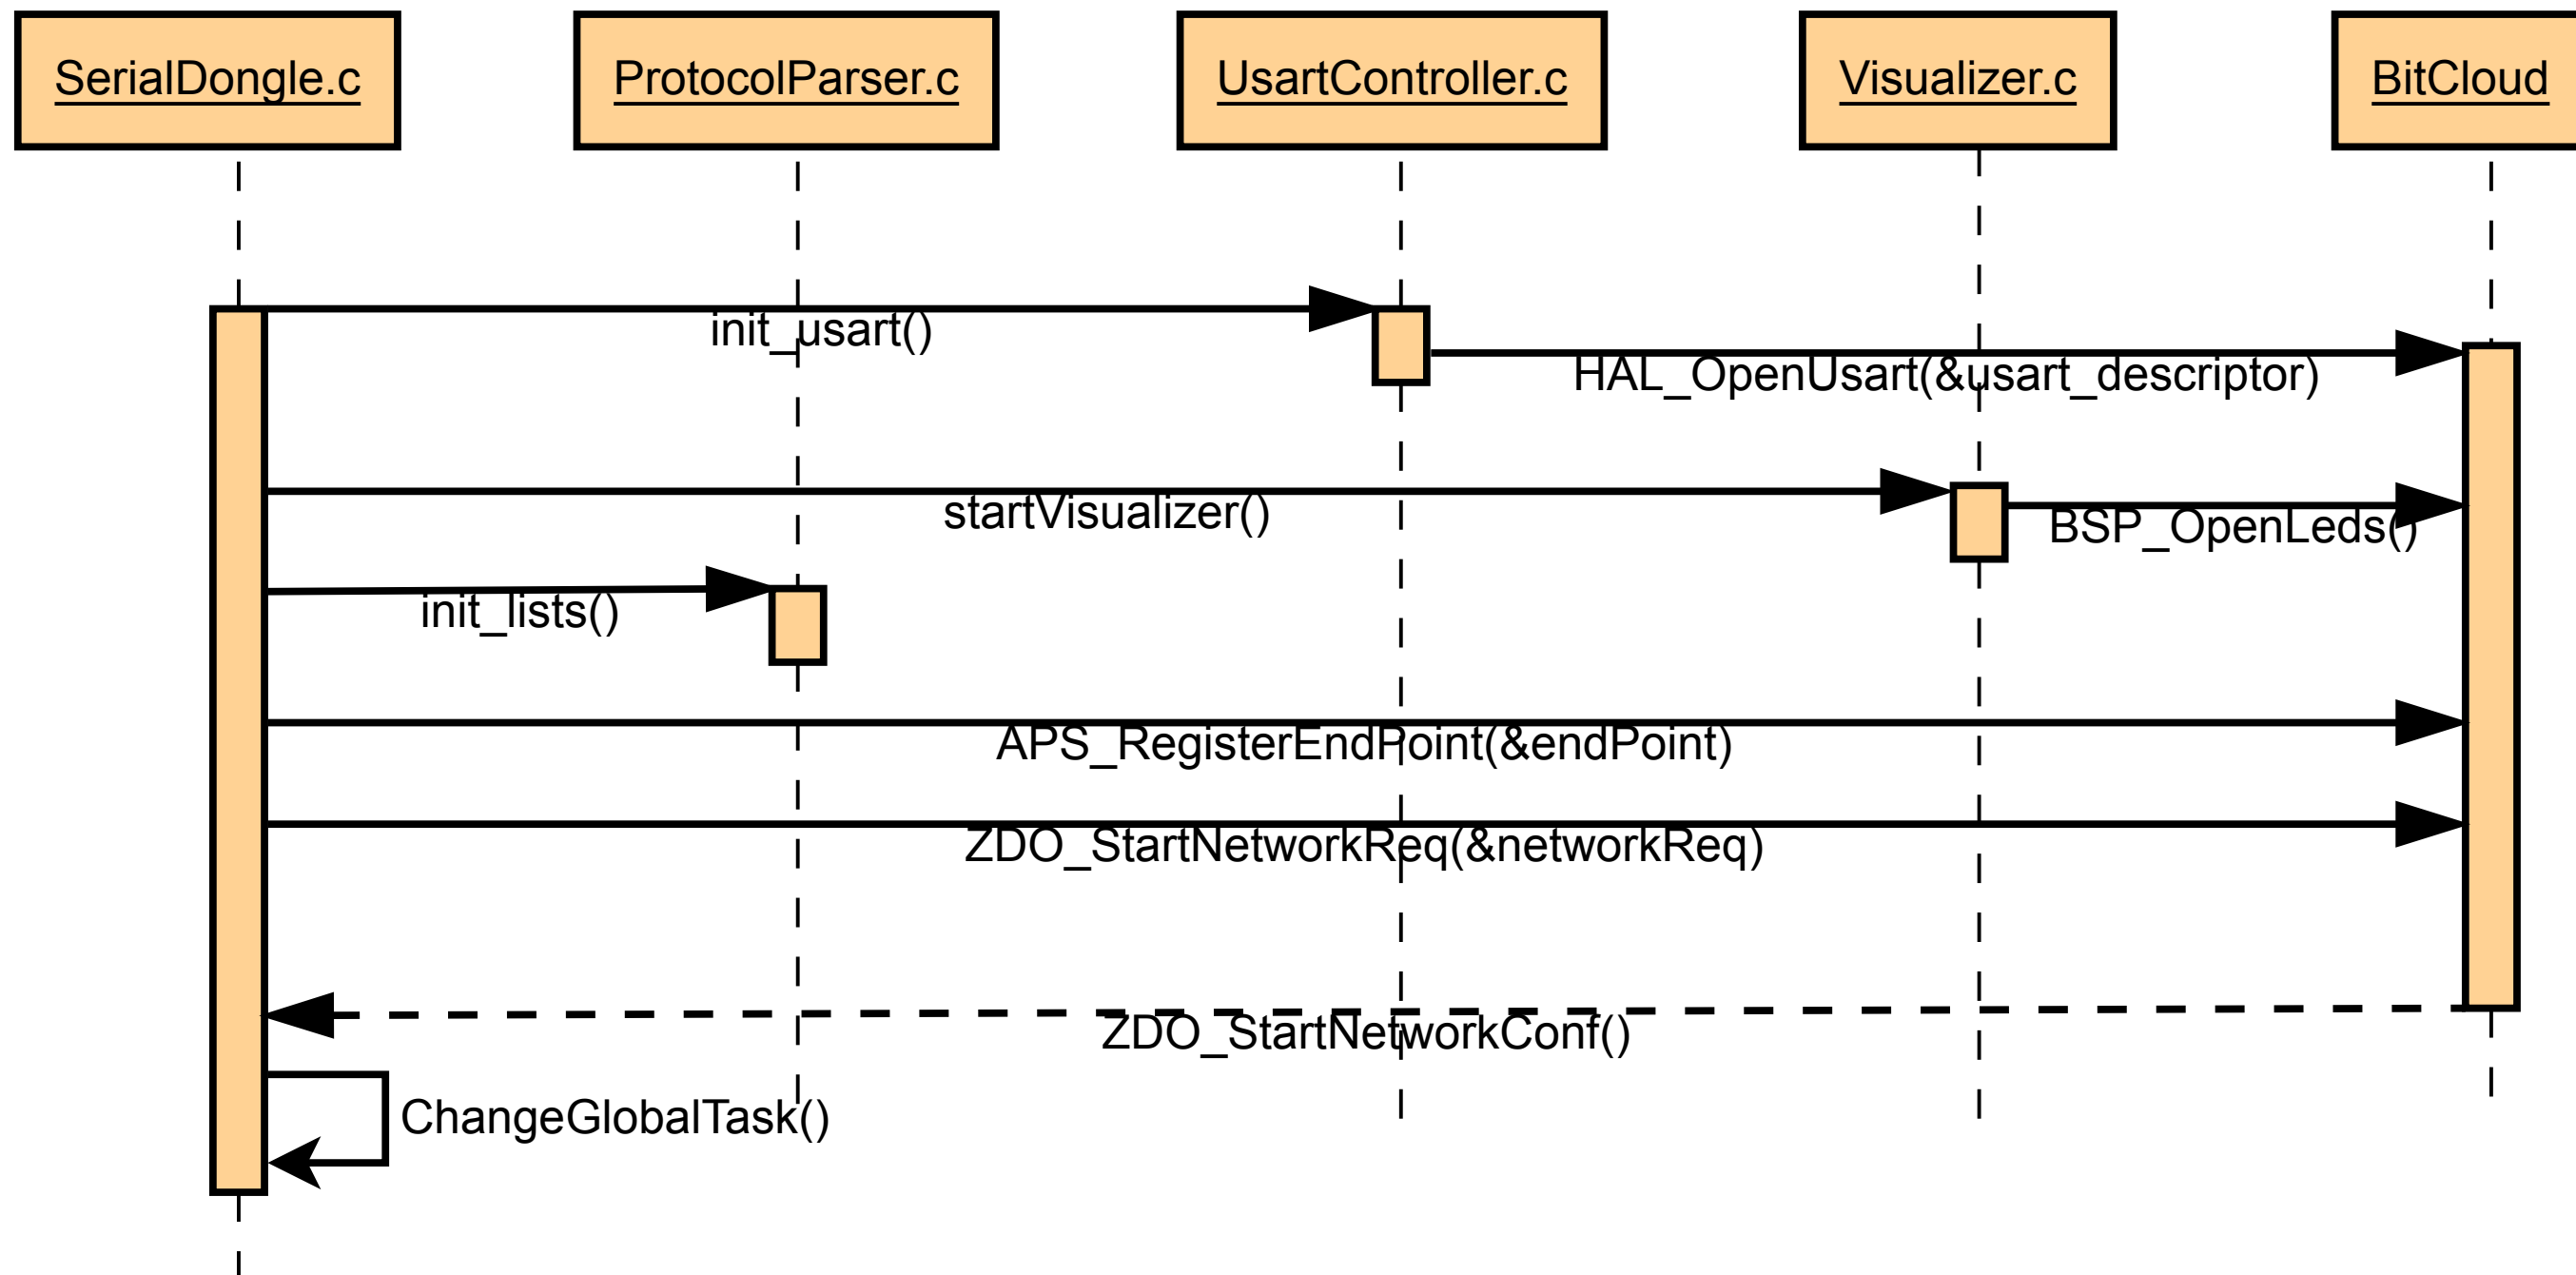 SerialDongle.c
ProtocolParser.c
UsartController.c
Visualizer.c
BitCloud
init_usart()
HAL_OpenUsart(&usart_descriptor)
startVisualizer()
BSP_OpenLeds()
init_lists()
APS_RegisterEndPoint(&endPoint)
ZDO_StartNetworkReq(&networkReq)
ZDO_StartNetworkConf()
ChangeGlobalTask()